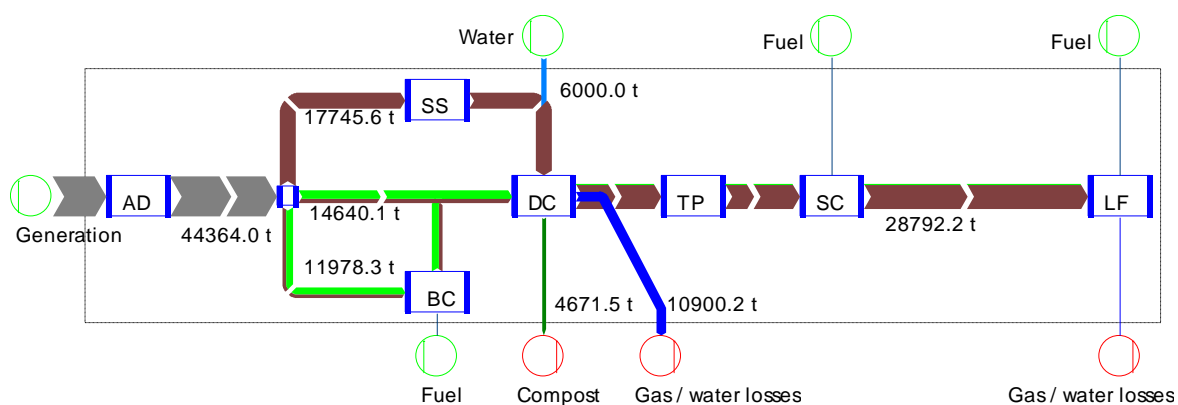 Water
Fuel
Fuel
6000.0 t
SS
17745.6 t
AD
DC
TP
SC
LF
14640.1 t
28792.2 t
Generation
44364.0 t
11978.3 t
BC
4671.5 t
10900.2 t
Fuel
Compost
Gas / water losses
Gas / water losses